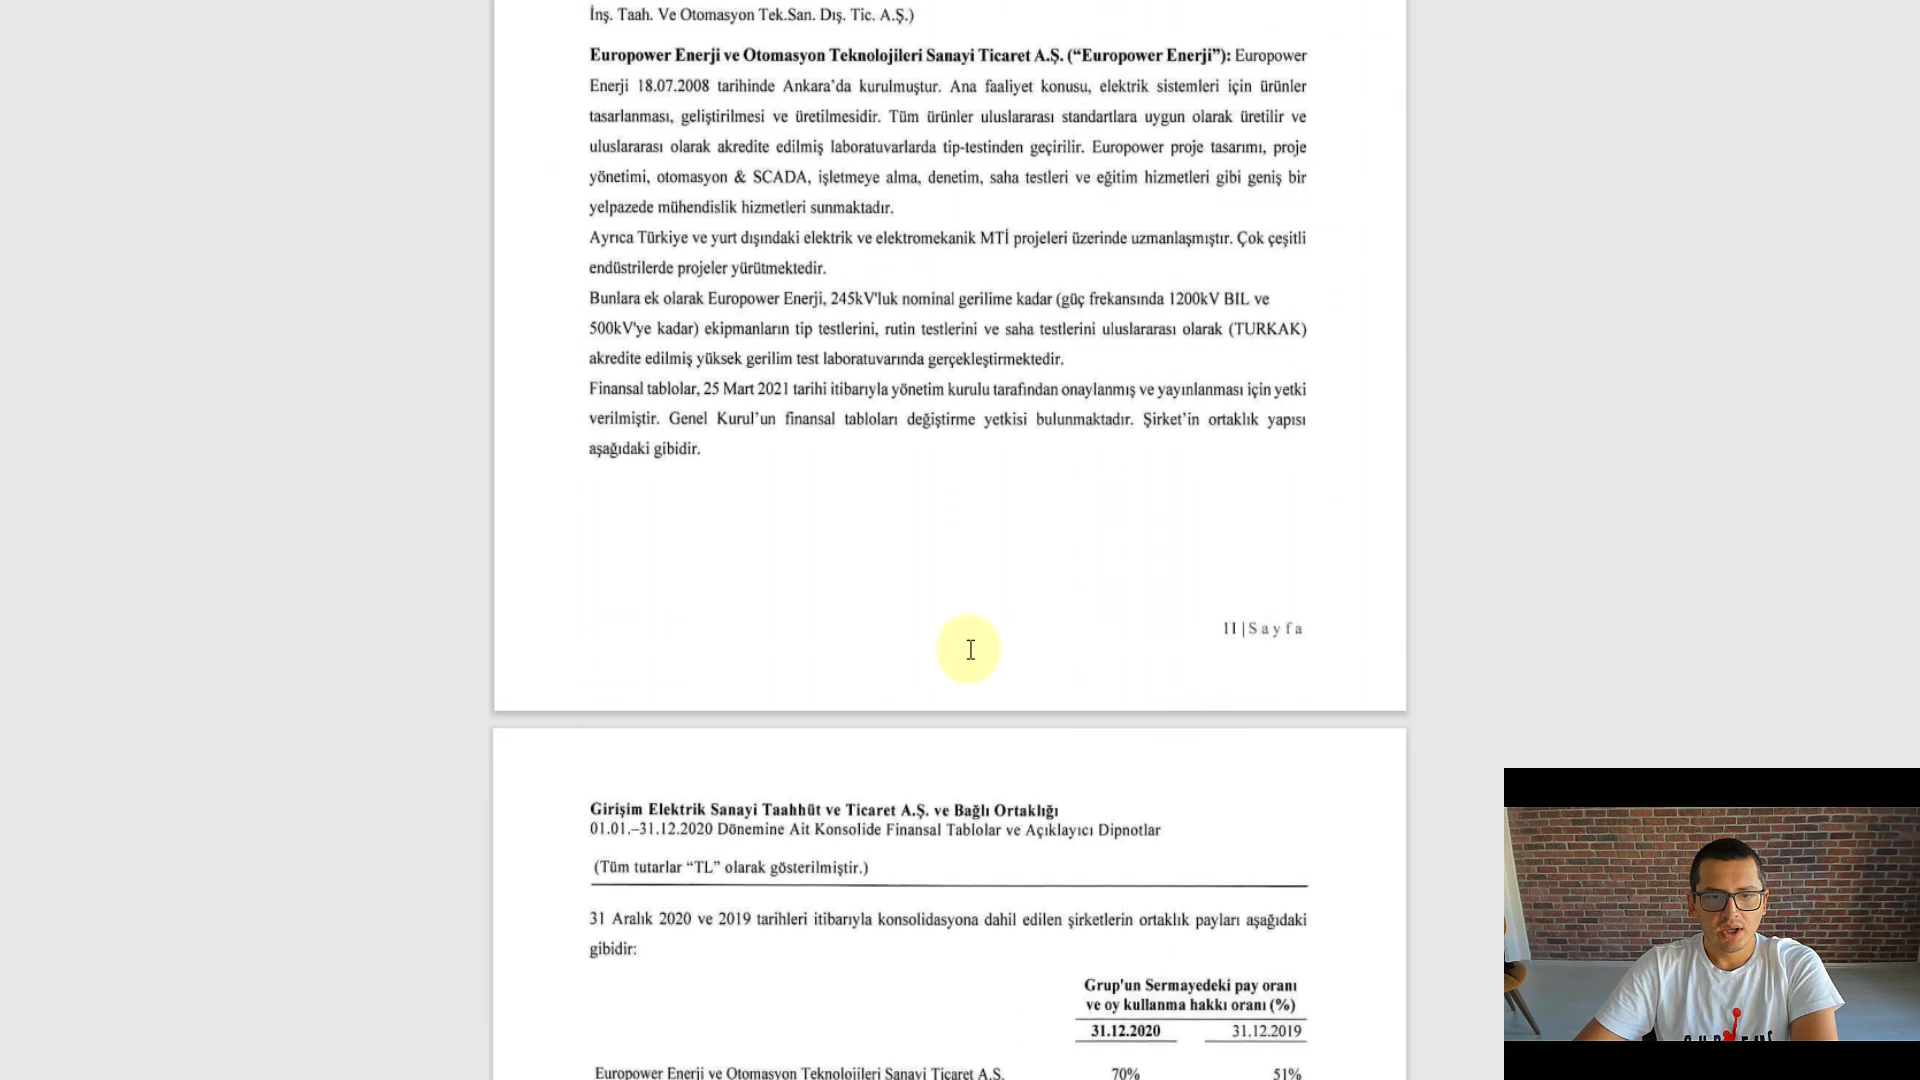 İnş. Taah. Ve Otomasyon Tek.San. Dış. Tic. A.Ş.)
Europower Enerji ve Otomasyon Teknolojileri Sanayi Ticaret A.Ş. (“Europower Enerji”): Europower
Enerji 18.07.2008 tarihinde Ankara’da kurulmuştur. Ana faaliyet konusu, elektrik sistemleri için ürünler
tasarlanması, geliştirilmesi ve üretilmesidir. Tüm ürünler uluslararası standartlara uygun olarak üretilir ve
uluslararası olarak akredite edilmiş laboratuvarlarda tip-testinden geçirilir. Europower proje tasarımı, proje
yönetimi, otomasyon & SCADA, işletmeye alma, denetim, saha testleri ve eğitim hizmetleri gibi geniş bir
yelpazede mühendislik hizmetleri sunmaktadır.
Ayrıca Türkiye ve yurt dışındaki elektrik ve elektromekanik MTİ projeleri üzerinde uzmanlaşmıştır. Çok çeşitli
endüstrilerde projeler yürütmektedir.
Bunlara ek olarak Europower Enerji, 245kV'luk nominal gerilime kadar (güç frekansında 1200kV BIL ve
500kV'ye kadar) ekipmanların tip testlerini, rutin testlerini ve saha testlerini uluslararası olarak (TURKAK)
akredite edilmiş yüksek gerilim test laboratuvarında gerçekleştirmektedir.
Finansal tablolar, 25 Mart 2021 tarihi itibarıyla yönetim kurulu tarafından onaylanmış ve yayınlanması için yetki
verilmiştir. Genel Kurul’un finansal tabloları değiştirme yetkisi bulunmaktadır. Şirket’in ortaklık yapısı
aşağıdaki gibidir.
11 | S a y f a
Girişim Elektrik Sanayi Taahhüt ve Ticaret A.Ş. ve Bağlı Ortaklığı
01.01.–31.12.2020 Dönemine Ait Konsolide Finansal Tablolar ve Açıklayıcı Dipnotlar
(Tüm tutarlar “TL” olarak gösterilmiştir.)
31 Aralık 2020 ve 2019 tarihleri itibarıyla konsolidasyona dahil edilen şirketlerin ortaklık payları aşağıdaki
gibidir:
Grup'un Sermayedeki pay oranı
ve oy kullanma hakkı oranı (%)
31.12.2020 31.12.2019
Europower Enerji ve Otomasyon Teknolojileri Sanayi Ticaret A.Ş. 70% 51%